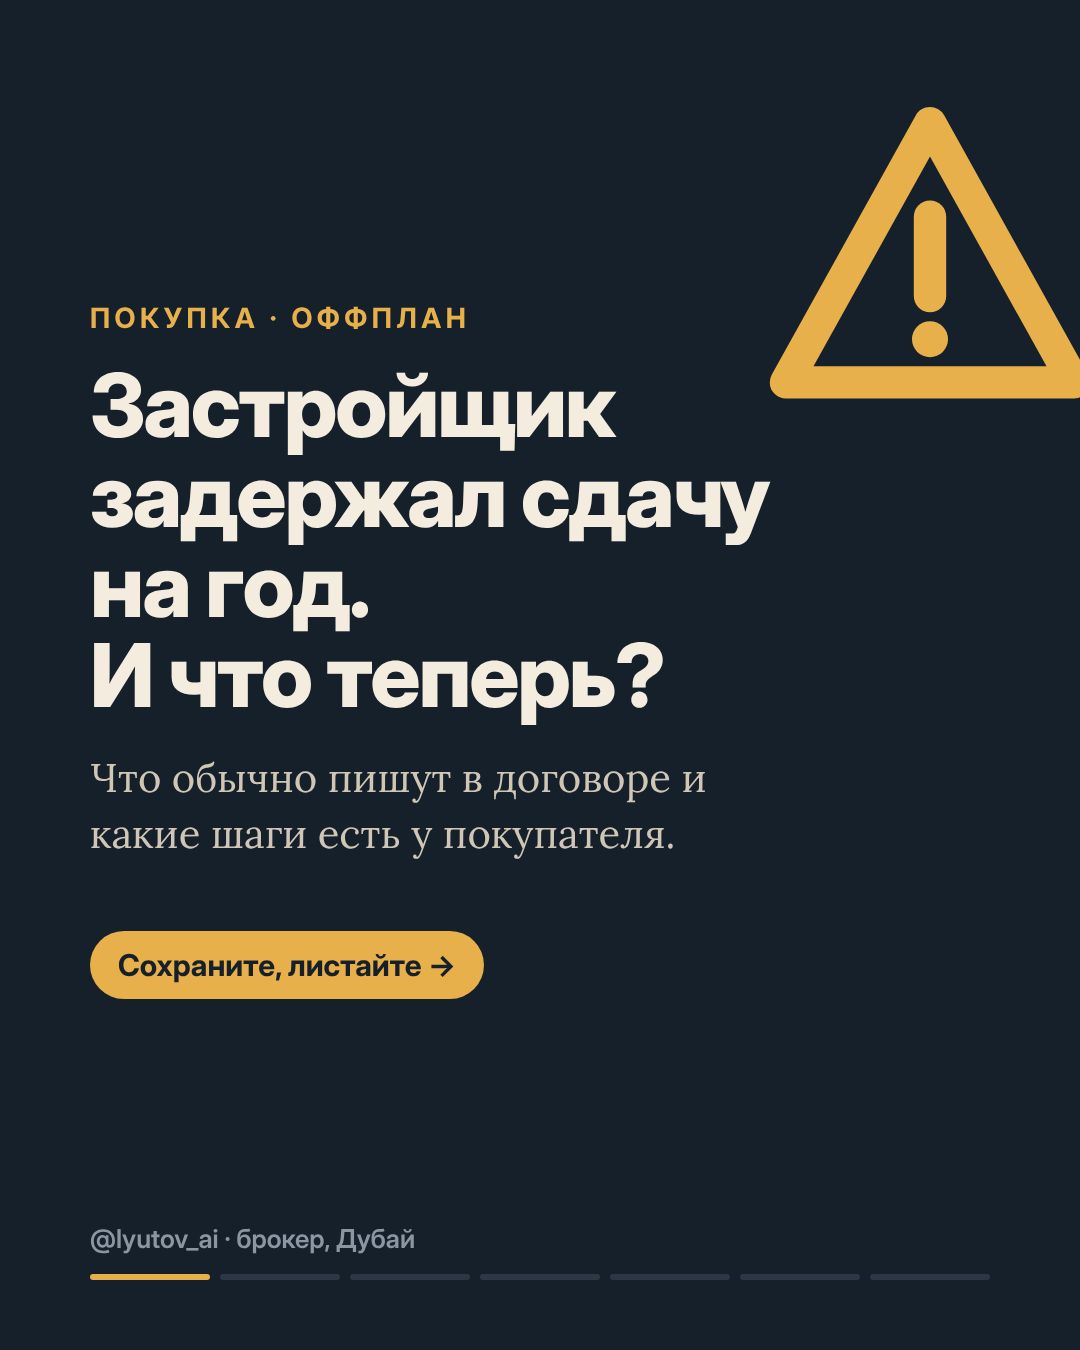 ПОКУПКА · ОФФПЛАН
Застройщик
задержал сдачу
на год.
И что теперь?
Что обычно пишут в договоре и
какие шаги есть у покупателя.
Сохраните, листайте →
@lyutov_ai · брокер, Дубай